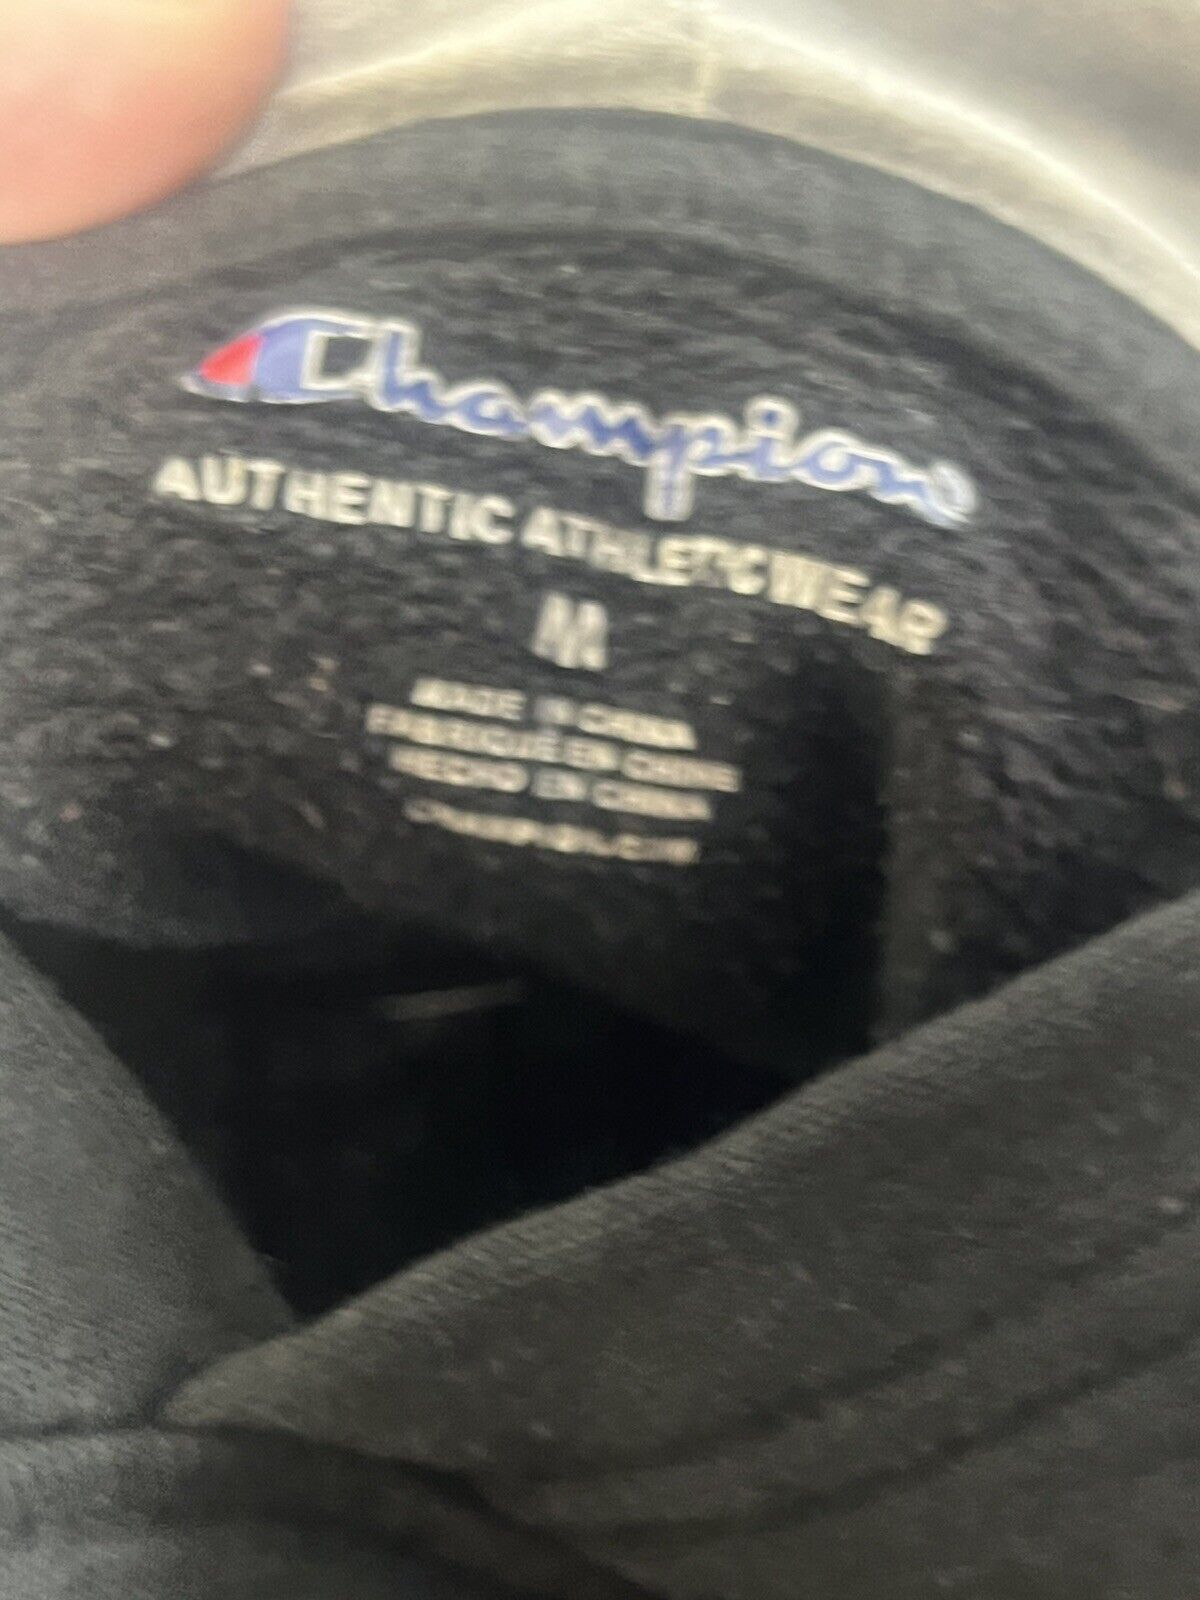 Champion
AUTHENTIC ATHLETICWEAR
M
MADE IN CHINA
FABRIQUÉ EN CHINE
HECHO EN CHINA